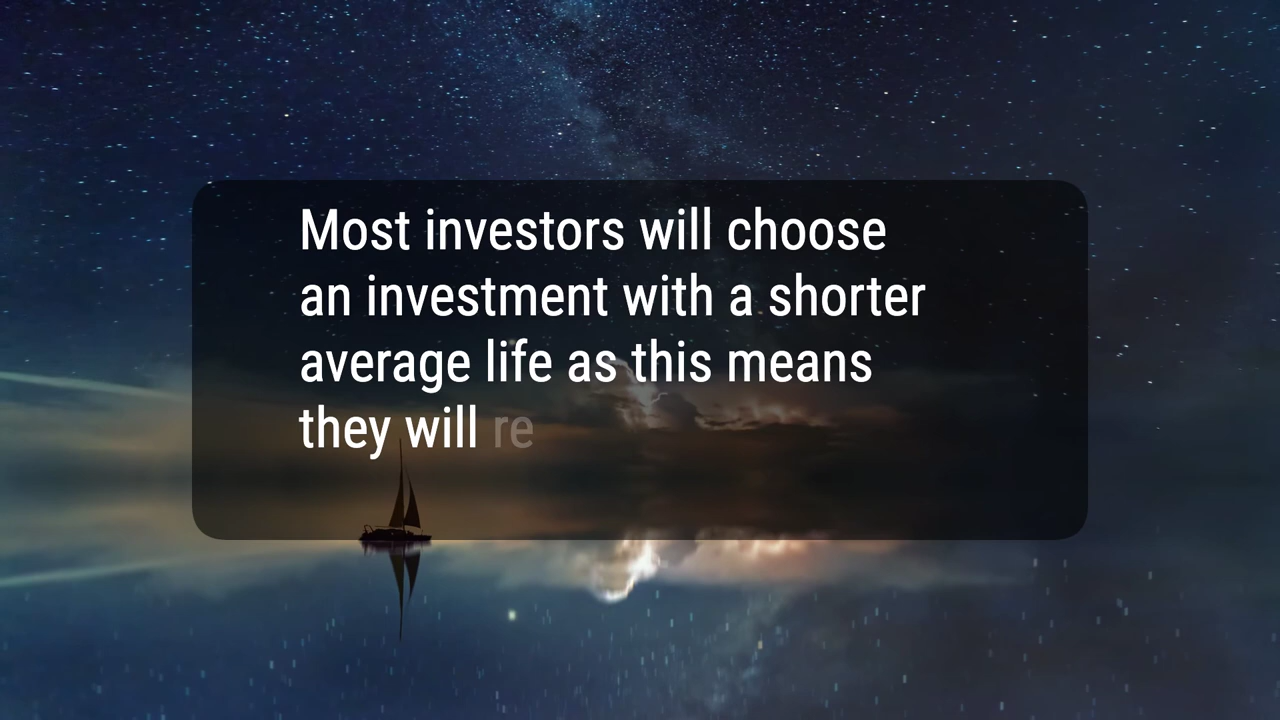 Most investors will choose
an investment with a shorter
average life as this means
they will re